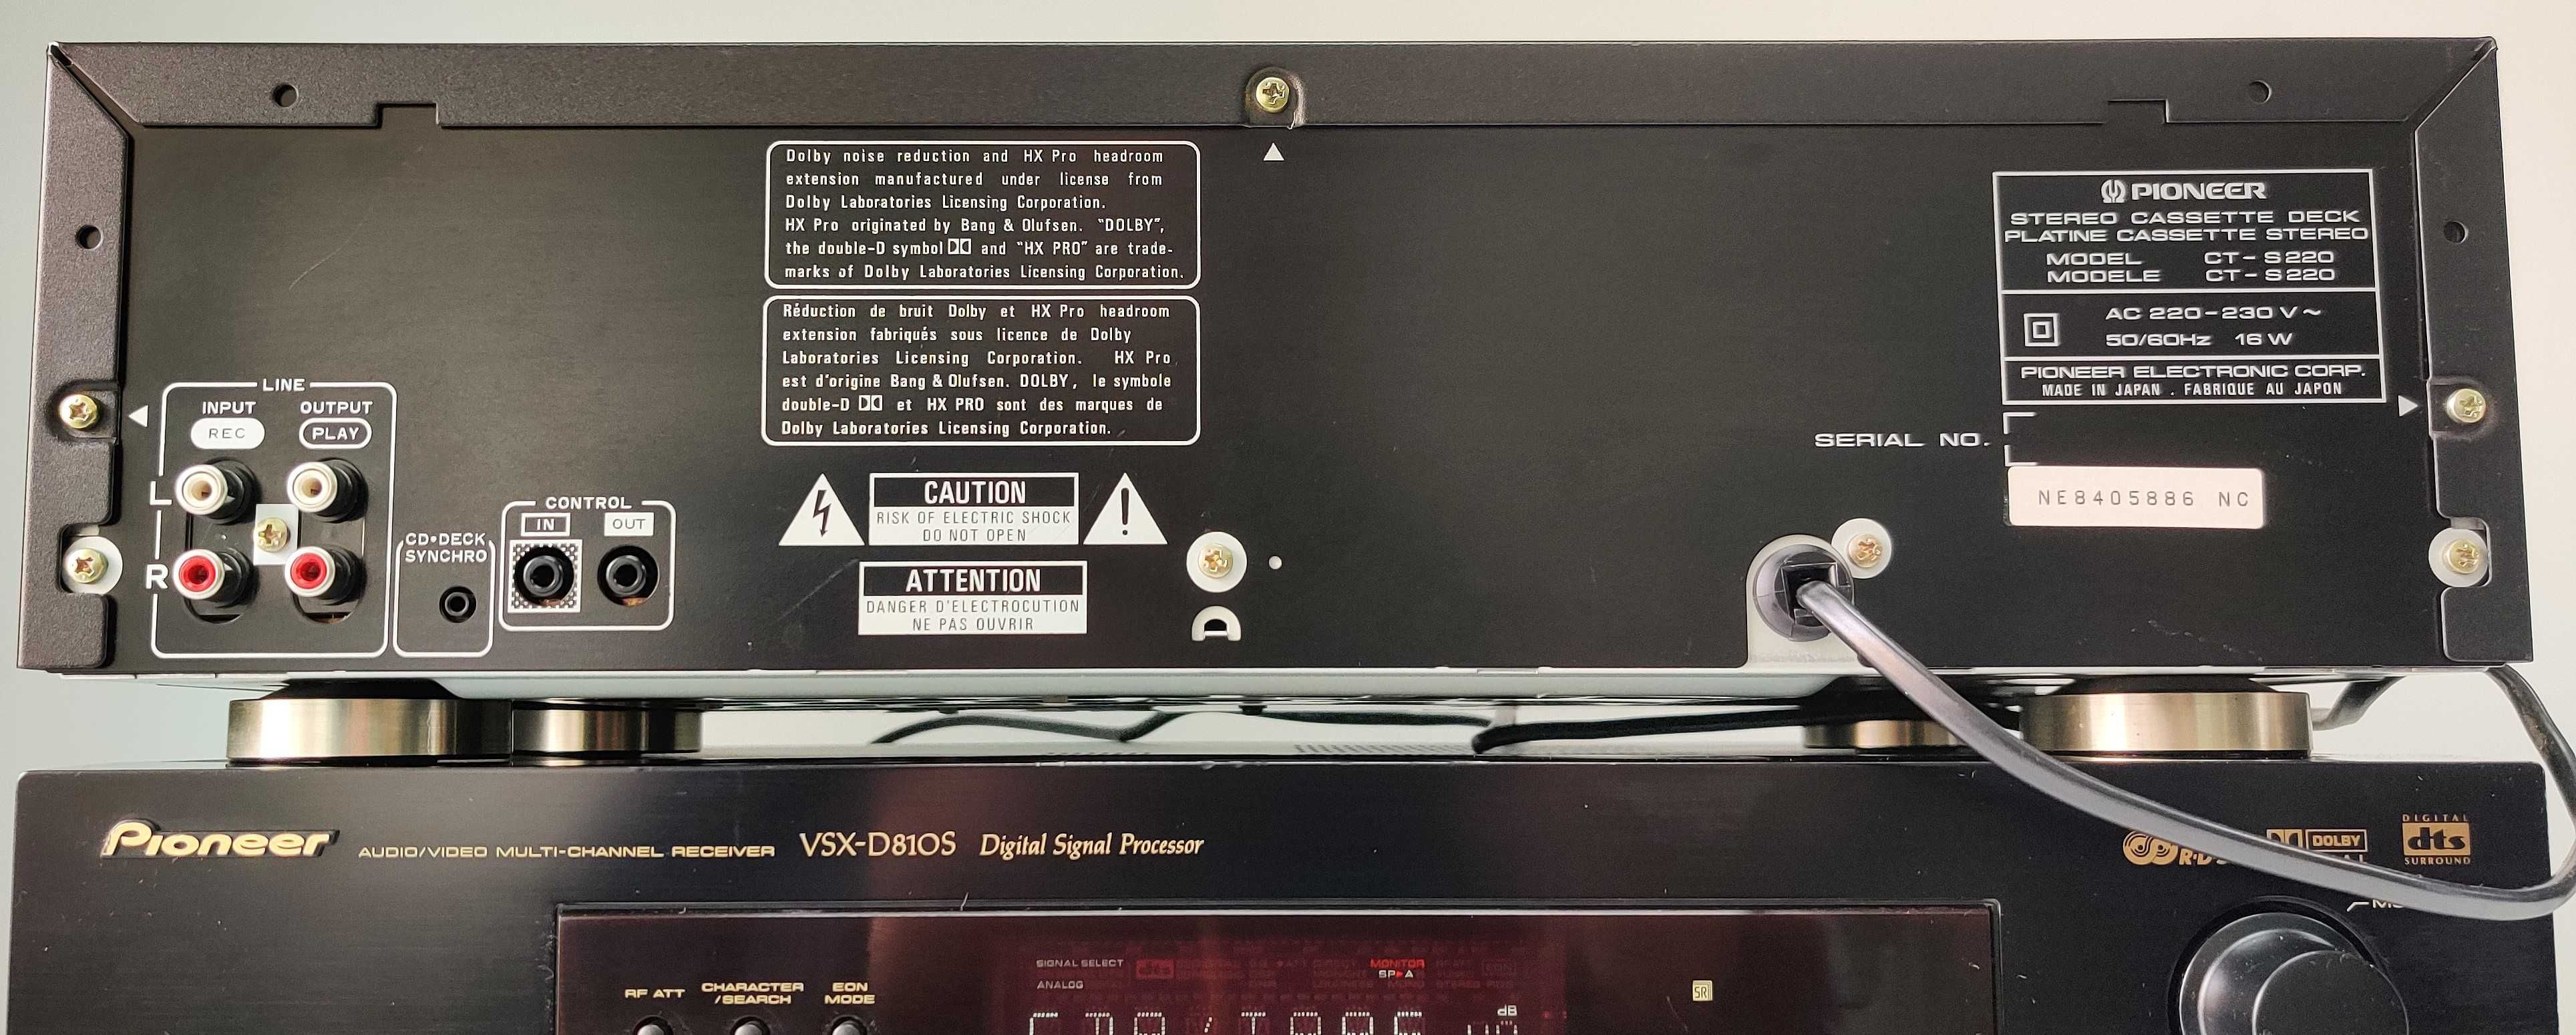 Dolby noise reduction and HX Pro headroom
extension manufactured under license from
Dolby Laboratories Licensing Corporation.
HX Pro originated by Bang & Olufsen. "DOLBY",
the double-D symbol and "HX PRO" are trade-
marks of Dolby Laboratories Licensing Corporation.
Réduction de bruit Dolby et HX Pro headroom
extension fabriqués sous licence de Dolby
Laboratories Licensing Corporation. HX Pro
est d'origine Bang & Olufsen. DOLBY, le symbole
double-D et HX PRO sont des marques de
Dolby Laboratories Licensing Corporation.
PIONEER
STEREO CASSETTE DECK
PLATINE CASSETTE STEREO
MODEL CT-S220
MODELE CT-S220
AC 220-230 V~
50/60Hz 16 W
PIONEER ELECTRONIC CORP.
MADE IN JAPAN . FABRIQUE AU JAPON
SERIAL NO.
NE8405886 NC
LINE
INPUT OUTPUT
REC PLAY
L
R
CD•DECK
SYNCHRO
CONTROL
IN OUT
CAUTION
RISK OF ELECTRIC SHOCK
DO NOT OPEN
ATTENTION
DANGER D'ELECTROCUTION
NE PAS OUVRIR
Pioneer AUDIO/VIDEO MULTI-CHANNEL RECEIVER VSX-D810S Digital Signal Processor
DOLBY
DIGITAL
dts
SURROUND
SIGNAL SELECT
dts
MONITOR
SP▶A
ANALOG
RF ATT
CHARACTER
/SEARCH
EON
MODE
SR
dB